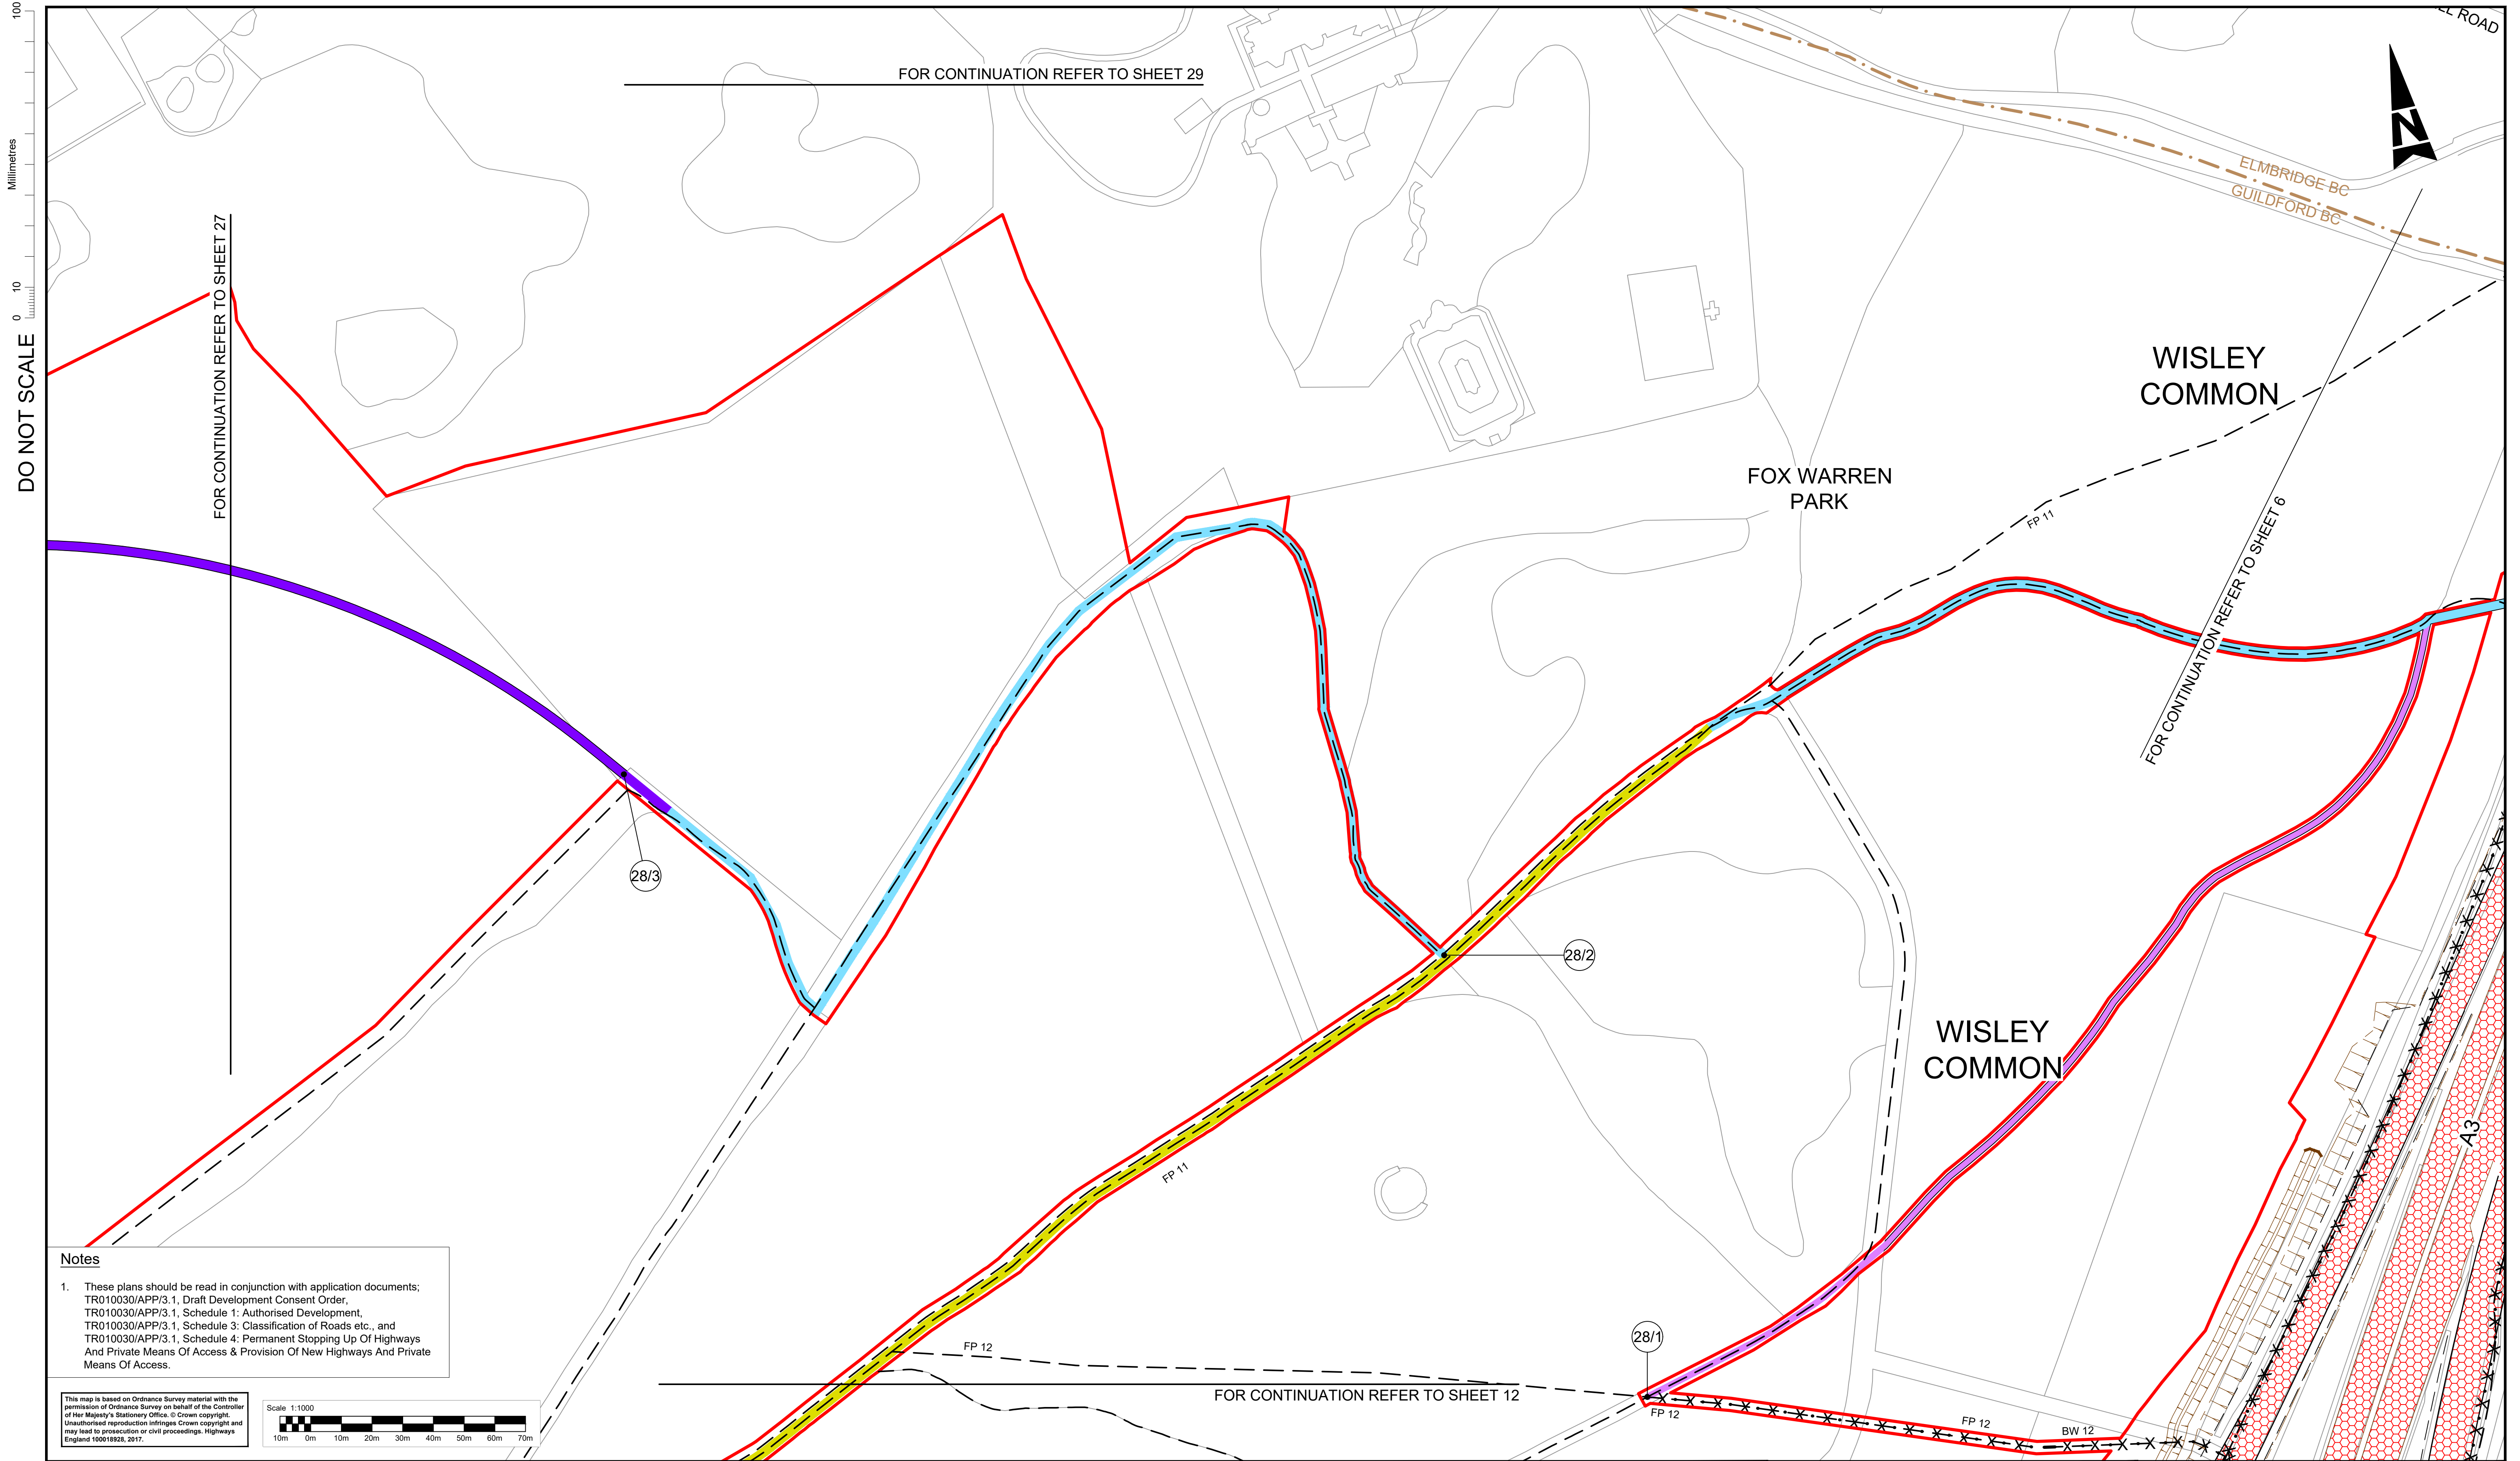 100
Millimetres
10
0
DO NOT SCALE
FOR CONTINUATION REFER TO SHEET 29
LL ROAD
N
ELMBRIDGE BC
GUILDFORD BC
FOR CONTINUATION REFER TO SHEET 27
WISLEY
COMMON
FOX WARREN
PARK
FP 11
FOR CONTINUATION REFER TO SHEET 6
28/3
28/2
WISLEY
COMMON
A3
FP 11
28/1
FP 12
FOR CONTINUATION REFER TO SHEET 12
FP 12
FP 12
BW 12
Notes
1. These plans should be read in conjunction with application documents;
TR010030/APP/3.1, Draft Development Consent Order,
TR010030/APP/3.1, Schedule 1: Authorised Development,
TR010030/APP/3.1, Schedule 3: Classification of Roads etc., and
TR010030/APP/3.1, Schedule 4: Permanent Stopping Up Of Highways
And Private Means Of Access & Provision Of New Highways And Private
Means Of Access.
This map is based on Ordnance Survey material with the
permission of Ordnance Survey on behalf of the Controller
of Her Majesty's Stationery Office. © Crown copyright.
Unauthorised reproduction infringes Crown copyright and
may lead to prosecution or civil proceedings. Highways
England 100018928, 2017.
Scale 1:1000
10m 0m 10m 20m 30m 40m 50m 60m 70m